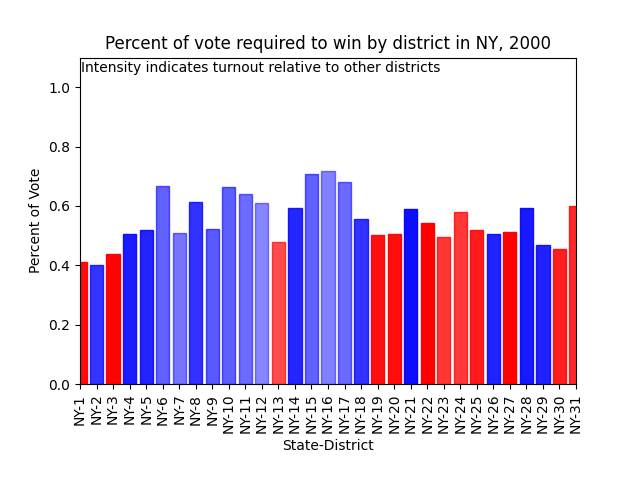 Percent of vote required to win by district in NY, 2000
Intensity indicates turnout relative to other districts
1.0
0.8
0.6
0.4
0.2
0.0
Percent of Vote
NY-1
NY-2
NY-3
NY-4
NY-5
NY-6
NY-7
NY-8
NY-9
NY-10
NY-11
NY-12
NY-13
NY-14
NY-15
NY-16
NY-17
NY-18
NY-19
NY-20
NY-21
NY-22
NY-23
NY-24
NY-25
NY-26
NY-27
NY-28
NY-29
NY-30
NY-31
State-District